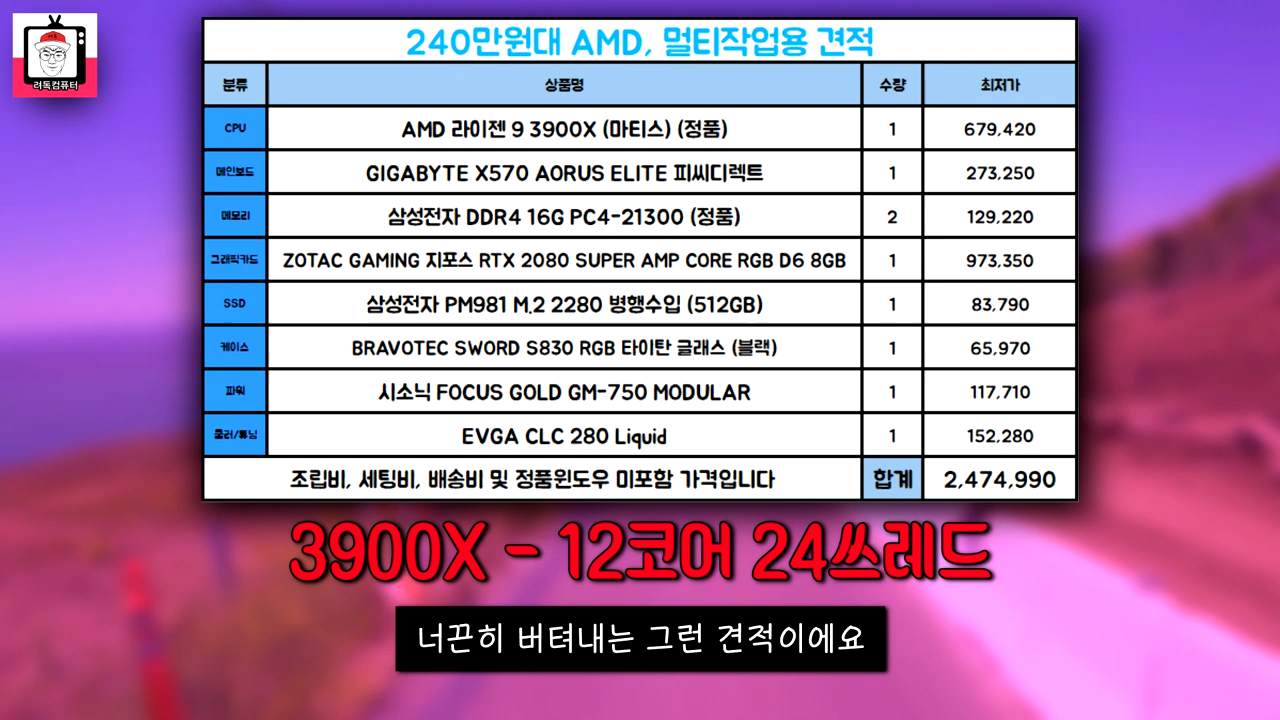 려독컴퓨터
240만원대 AMD, 멀티작업용 견적
분류 상품명 수량 최저가
CPU AMD 라이젠 9 3900X (마티스) (정품) 1 679,420
메인보드 GIGABYTE X570 AORUS ELITE 피씨디렉트 1 273,250
메모리 삼성전자 DDR4 16G PC4-21300 (정품) 2 129,220
그래픽카드 ZOTAC GAMING 지포스 RTX 2080 SUPER AMP CORE RGB D6 8GB 1 973,350
SSD 삼성전자 PM981 M.2 2280 병행수입 (512GB) 1 83,790
케이스 BRAVOTEC SWORD S830 RGB 타이탄 글래스 (블랙) 1 65,970
파워 시소닉 FOCUS GOLD GM-750 MODULAR 1 117,710
쿨러/튜닝 EVGA CLC 280 Liquid 1 152,280
조립비, 세팅비, 배송비 및 정품윈도우 미포함 가격입니다 합계 2,474,990
3900X - 12코어 24쓰레드
너끈히 버텨내는 그런 견적이에요